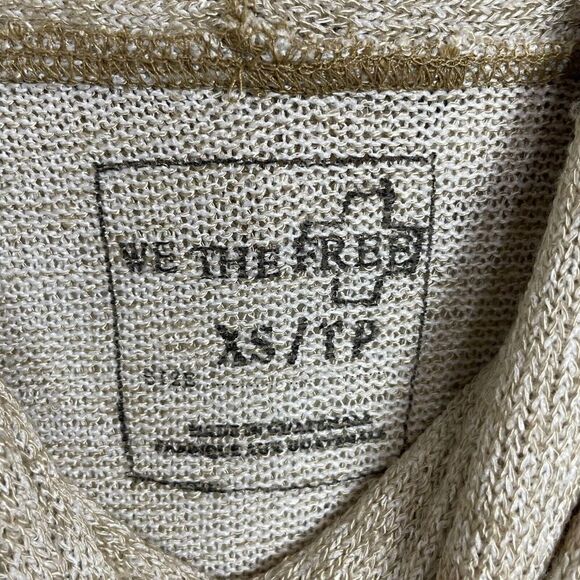 WE THE FREE
XS/TP
SIZE
MADE IN GUATEMALA